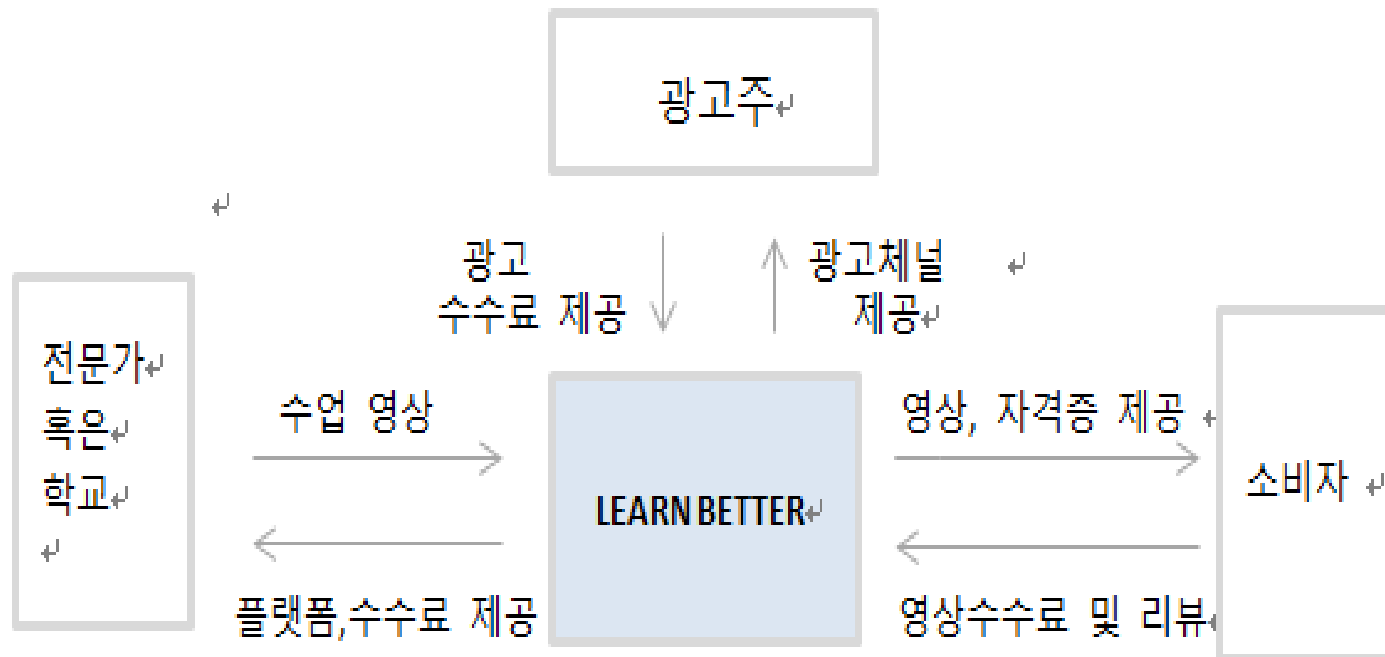 광고주
광고
수수료 제공
광고체널
제공
전문가
혹은
학교
수업 영상
플랫폼,수수료 제공
LEARN BETTER
영상, 자격증 제공
영상수수료 및 리뷰
소비자